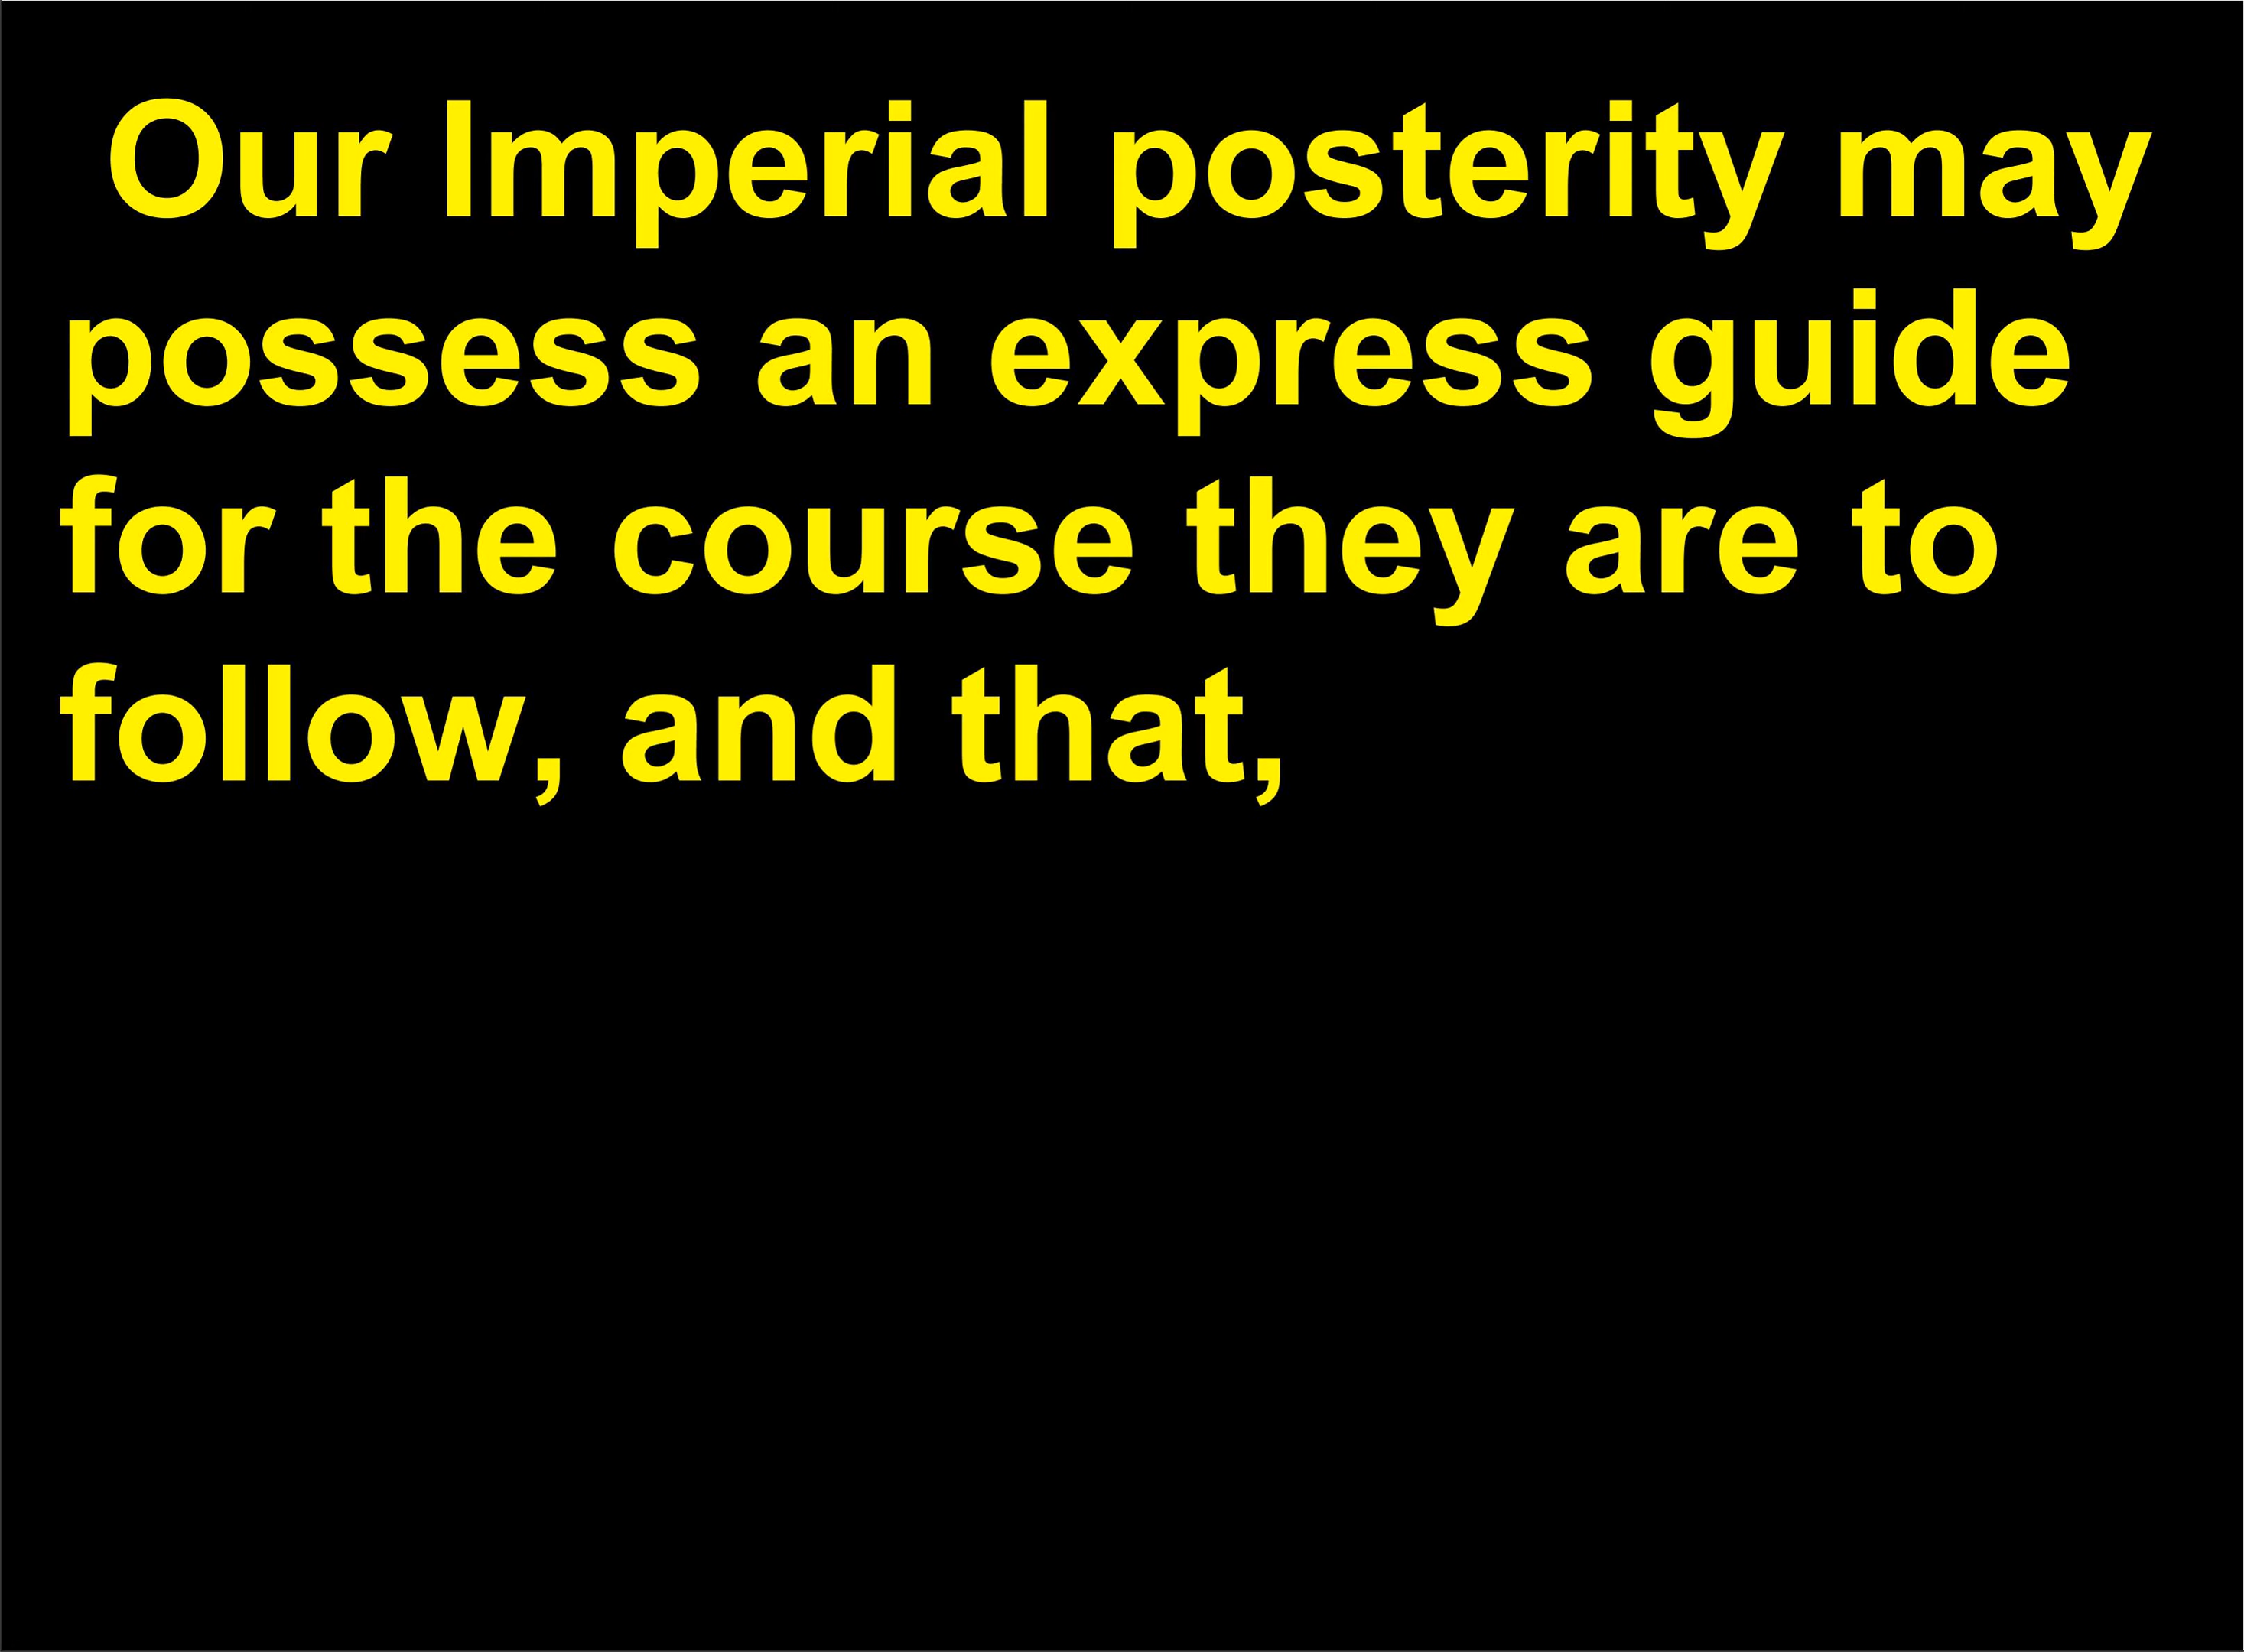 Our Imperial posterity may
possess an express guide
for the course they are to
follow, and that,